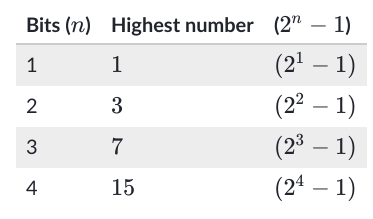 Bits (n) Highest number (2ⁿ − 1)
1 1 (2¹ − 1)
2 3 (2² − 1)
3 7 (2³ − 1)
4 15 (2⁴ − 1)